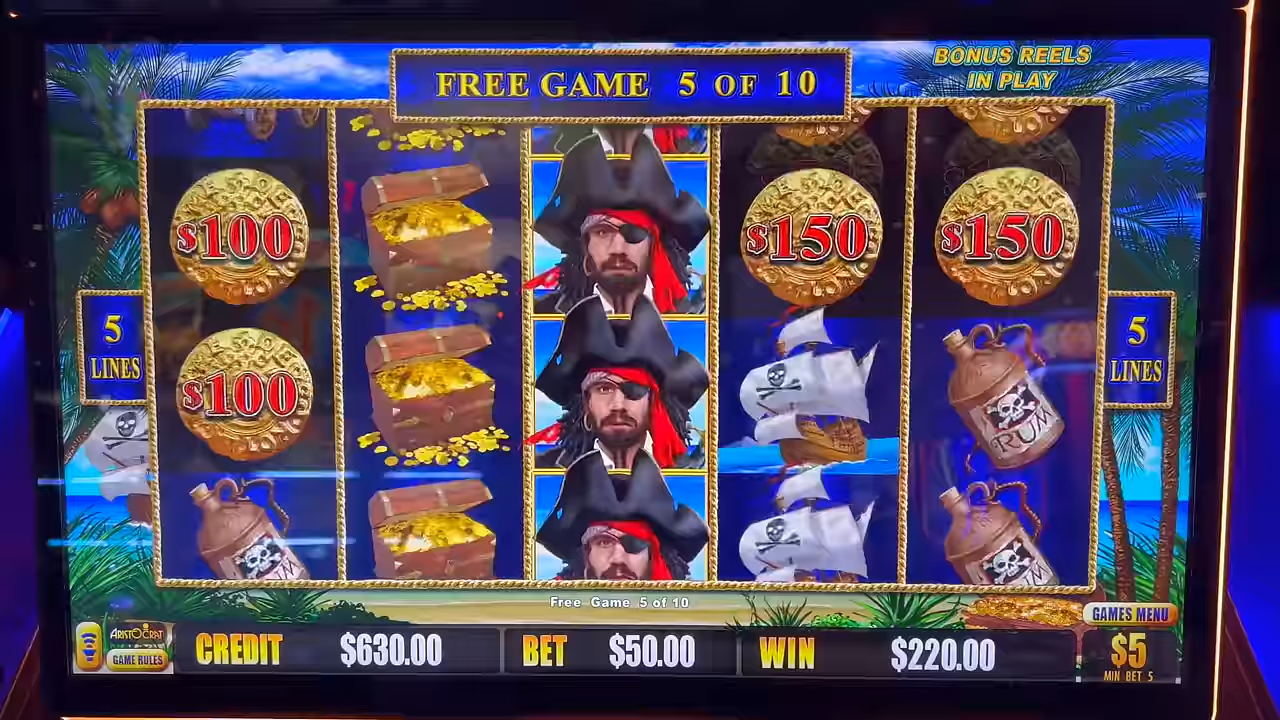 BONUS REELS
IN PLAY
FREE GAME 5 OF 10
$100
$150
$150
5
LINES
5
LINES
$100
RUM
RUM
RUM
Free Game 5 of 10
GAMES MENU
ARISTOCRAT
GAME RULES
CREDIT $630.00
BET $50.00
WIN $220.00
$5
MIN BET 5